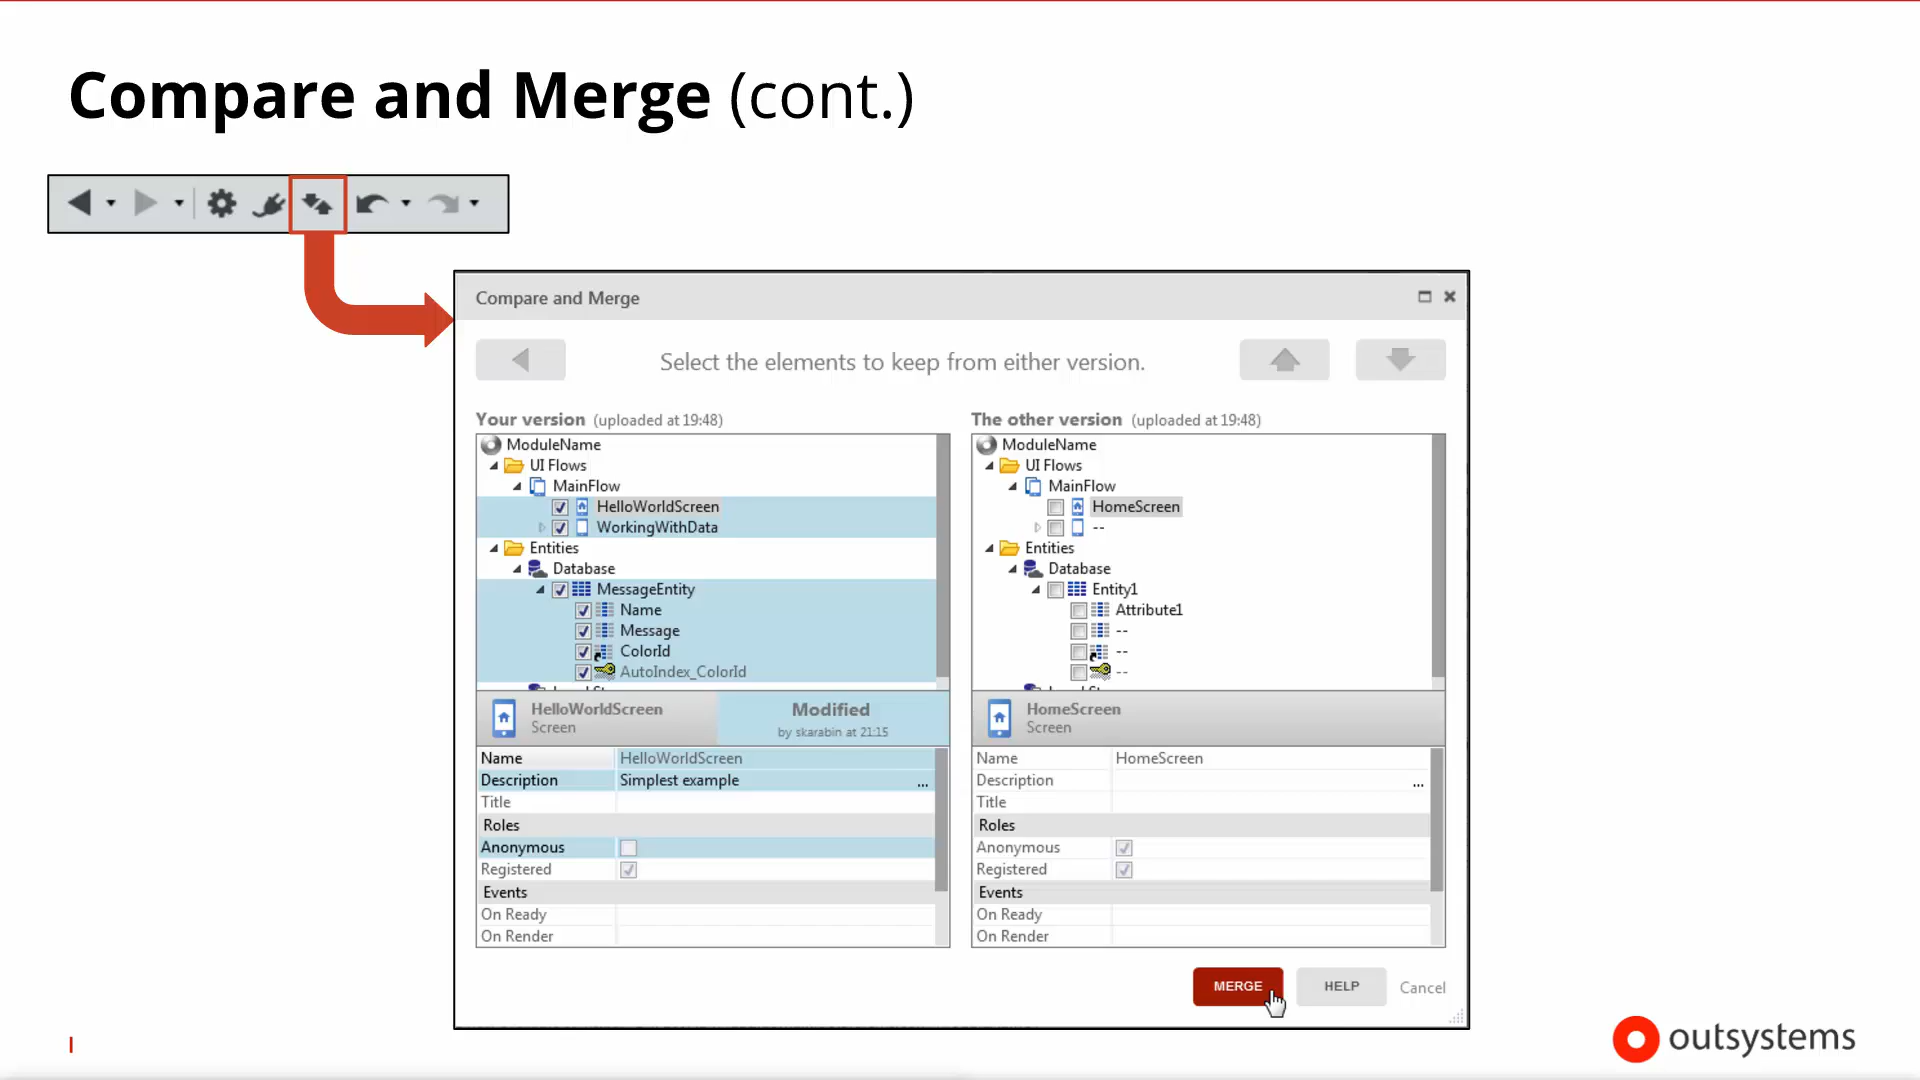 Compare and Merge (cont.)
Compare and Merge
Select the elements to keep from either version.
Your version (uploaded at 19:48)
ModuleName
UI Flows
MainFlow
HelloWorldScreen
WorkingWithData
Entities
Database
MessageEntity
Name
Message
ColorId
AutoIndex_ColorId
HelloWorldScreen
Screen
Modified
by skarabin at 21:15
Name HelloWorldScreen
Description Simplest example ...
Title
Roles
Anonymous
Registered
Events
On Ready
On Render
The other version (uploaded at 19:48)
ModuleName
UI Flows
MainFlow
HomeScreen
--
Entities
Database
Entity1
Attribute1
--
--
--
HomeScreen
Screen
Name HomeScreen
Description ...
Title
Roles
Anonymous
Registered
Events
On Ready
On Render
MERGE HELP Cancel
outsystems